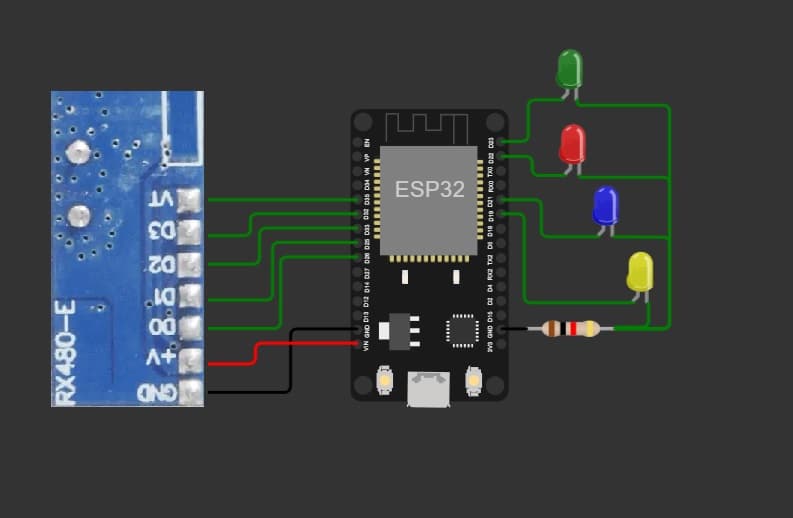 VT
D3
D2
D1
D0
+V
GND
RX480-E
ESP32
EN
VP
VN
D34
D35
D32
D33
D25
D26
D27
D14
D12
D13
GND
VIN
D23
D22
TX0
RX0
D21
D19
D18
D5
TX2
RX2
D4
D2
D15
GND
3V3